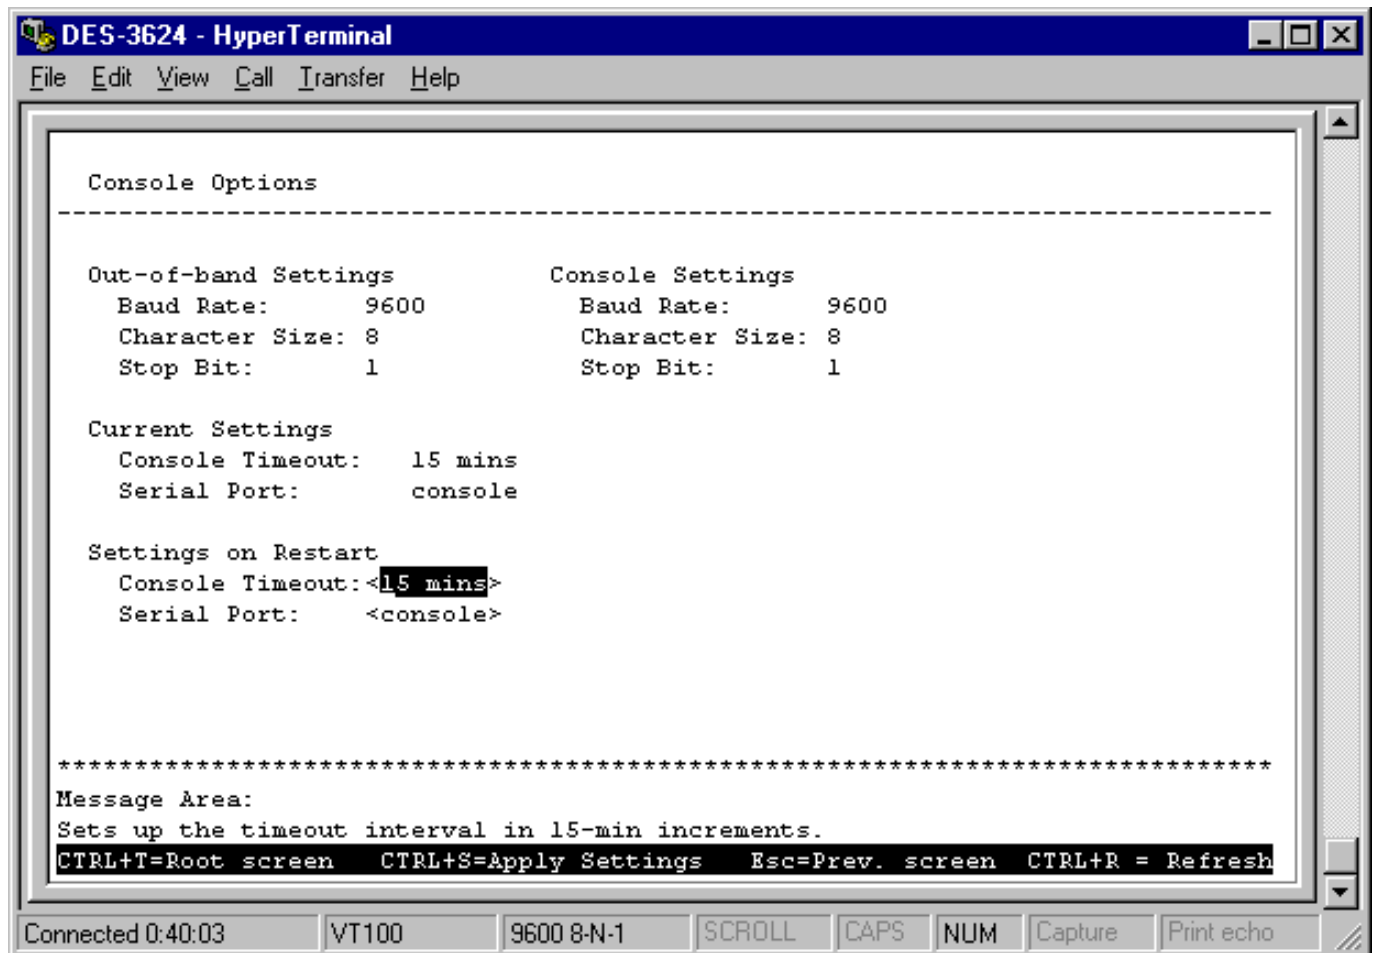 DES-3624 - HyperTerminal
File Edit View Call Transfer Help
Console Options
-------------------------------------------------------------------------------
Out-of-band Settings Console Settings
Baud Rate: 9600 Baud Rate: 9600
Character Size: 8 Character Size: 8
Stop Bit: 1 Stop Bit: 1
Current Settings
Console Timeout: 15 mins
Serial Port: console
Settings on Restart
Console Timeout:<15 mins>
Serial Port: <console>
*******************************************************************************
Message Area:
Sets up the timeout interval in 15-min increments.
CTRL+T=Root screen CTRL+S=Apply Settings Esc=Prev. screen CTRL+R = Refresh
Connected 0:40:03 VT100 9600 8-N-1 SCROLL CAPS NUM Capture Print echo